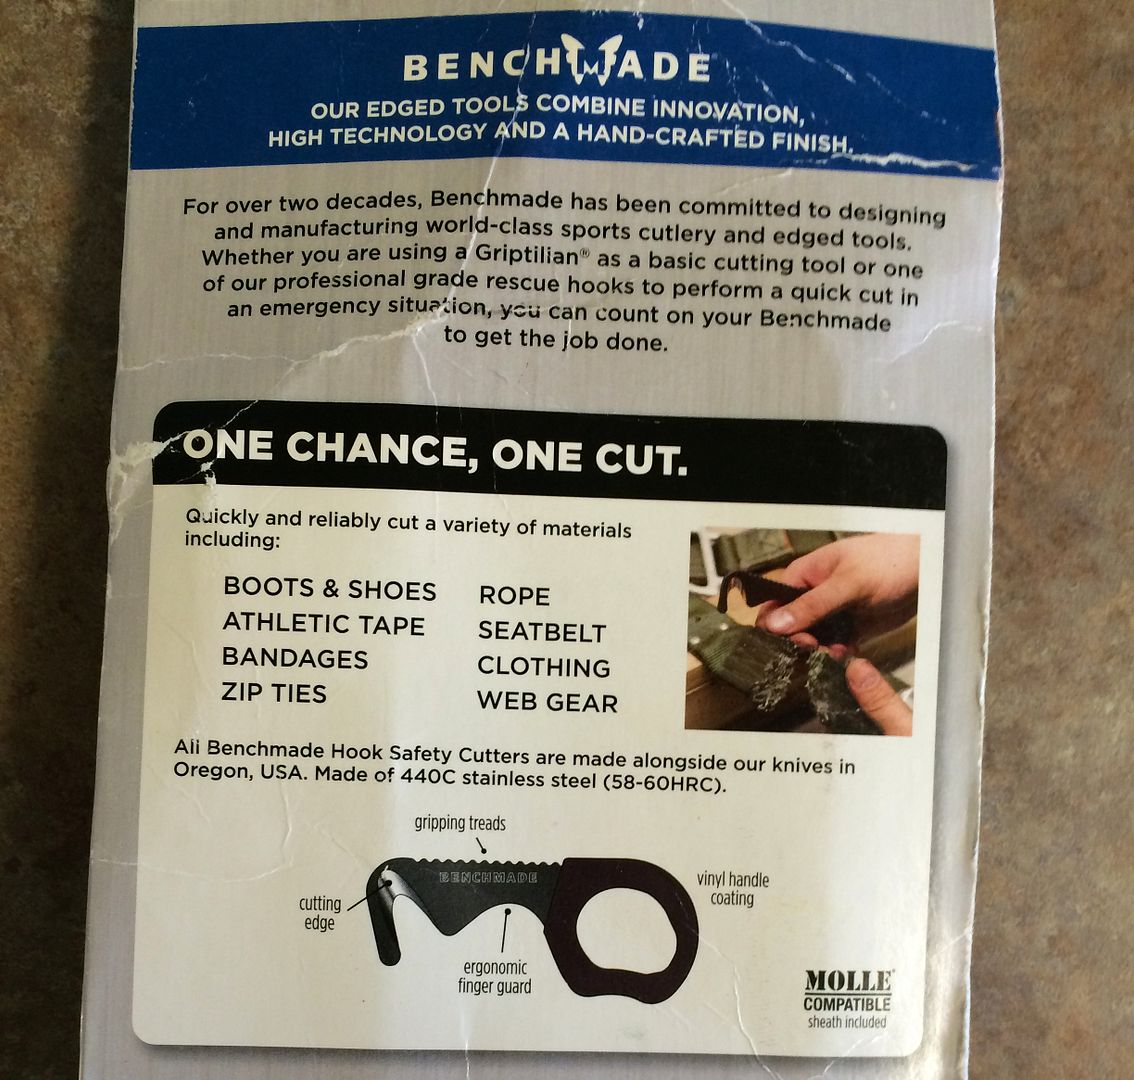 BENCHMADE
OUR EDGED TOOLS COMBINE INNOVATION,
HIGH TECHNOLOGY AND A HAND-CRAFTED FINISH.
For over two decades, Benchmade has been committed to designing
and manufacturing world-class sports cutlery and edged tools.
Whether you are using a Griptilian® as a basic cutting tool or one
of our professional grade rescue hooks to perform a quick cut in
an emergency situation, you can count on your Benchmade
to get the job done.
ONE CHANCE, ONE CUT.
Quickly and reliably cut a variety of materials
including:
BOOTS & SHOES
ATHLETIC TAPE
BANDAGES
ZIP TIES
ROPE
SEATBELT
CLOTHING
WEB GEAR
All Benchmade Hook Safety Cutters are made alongside our knives in
Oregon, USA. Made of 440C stainless steel (58-60HRC).
gripping treads
BENCHMADE
cutting
edge
vinyl handle
coating
ergonomic
finger guard
MOLLE
COMPATIBLE
sheath included